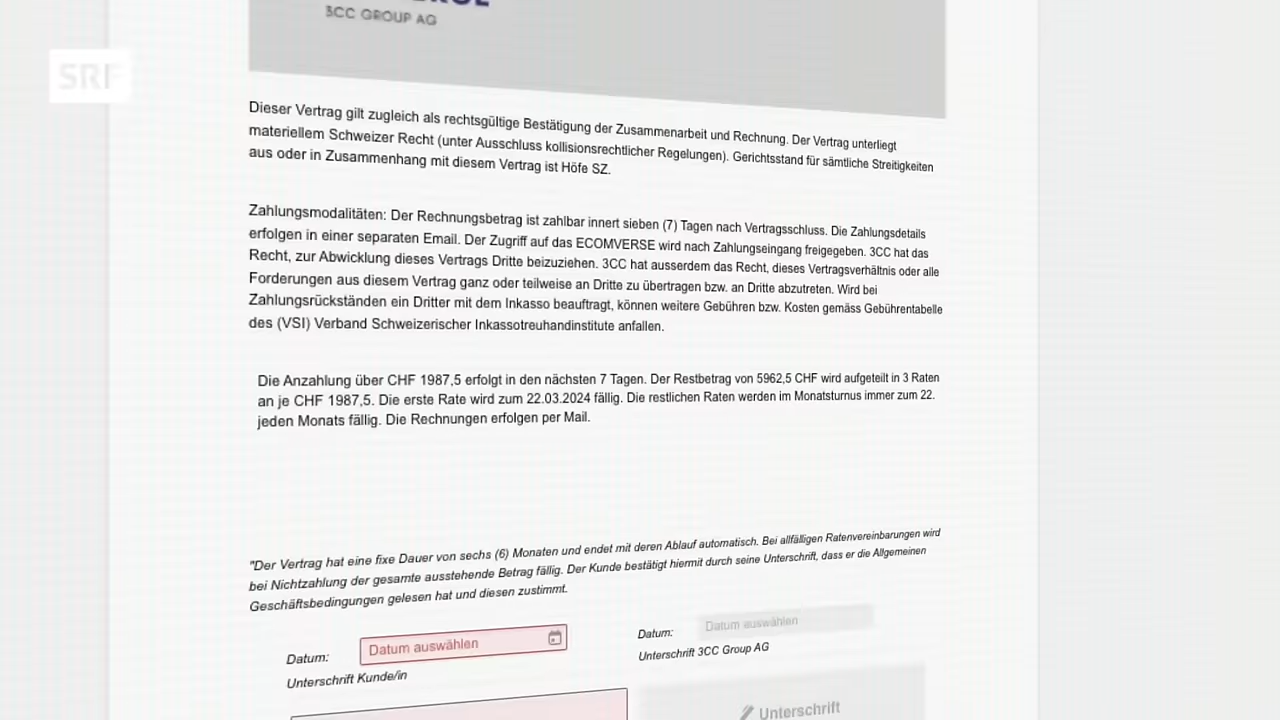 3CC GROUP AG
SRF
Dieser Vertrag gilt zugleich als rechtsgültige Bestätigung der Zusammenarbeit und Rechnung. Der Vertrag unterliegt
materiellem Schweizer Recht (unter Ausschluss kollisionsrechtlicher Regelungen). Gerichtsstand für sämtliche Streitigkeiten
aus oder in Zusammenhang mit diesem Vertrag ist Höfe SZ.
Zahlungsmodalitäten: Der Rechnungsbetrag ist zahlbar innert sieben (7) Tagen nach Vertragsschluss. Die Zahlungsdetails
erfolgen in einer separaten Email. Der Zugriff auf das ECOMVERSE wird nach Zahlungseingang freigegeben. 3CC hat das
Recht, zur Abwicklung dieses Vertrags Dritte beizuziehen. 3CC hat ausserdem das Recht, dieses Vertragsverhältnis oder alle
Forderungen aus diesem Vertrag ganz oder teilweise an Dritte zu übertragen bzw. an Dritte abzutreten. Wird bei
Zahlungsrückständen ein Dritter mit dem Inkasso beauftragt, können weitere Gebühren bzw. Kosten gemäss Gebührentabelle
des (VSI) Verband Schweizerischer Inkassotreuhandinstitute anfallen.
Die Anzahlung über CHF 1987,5 erfolgt in den nächsten 7 Tagen. Der Restbetrag von 5962,5 CHF wird aufgeteilt in 3 Raten
an je CHF 1987,5. Die erste Rate wird zum 22.03.2024 fällig. Die restlichen Raten werden im Monatsturnus immer zum 22.
jeden Monats fällig. Die Rechnungen erfolgen per Mail.
"Der Vertrag hat eine fixe Dauer von sechs (6) Monaten und endet mit deren Ablauf automatisch. Bei allfälligen Ratenvereinbarungen wird
bei Nichtzahlung der gesamte ausstehende Betrag fällig. Der Kunde bestätigt hiermit durch seine Unterschrift, dass er die Allgemeinen
Geschäftsbedingungen gelesen hat und diesen zustimmt.
Datum: Datum auswählen
Unterschrift Kunde/in
Datum: Datum auswählen
Unterschrift 3CC Group AG
Unterschrift